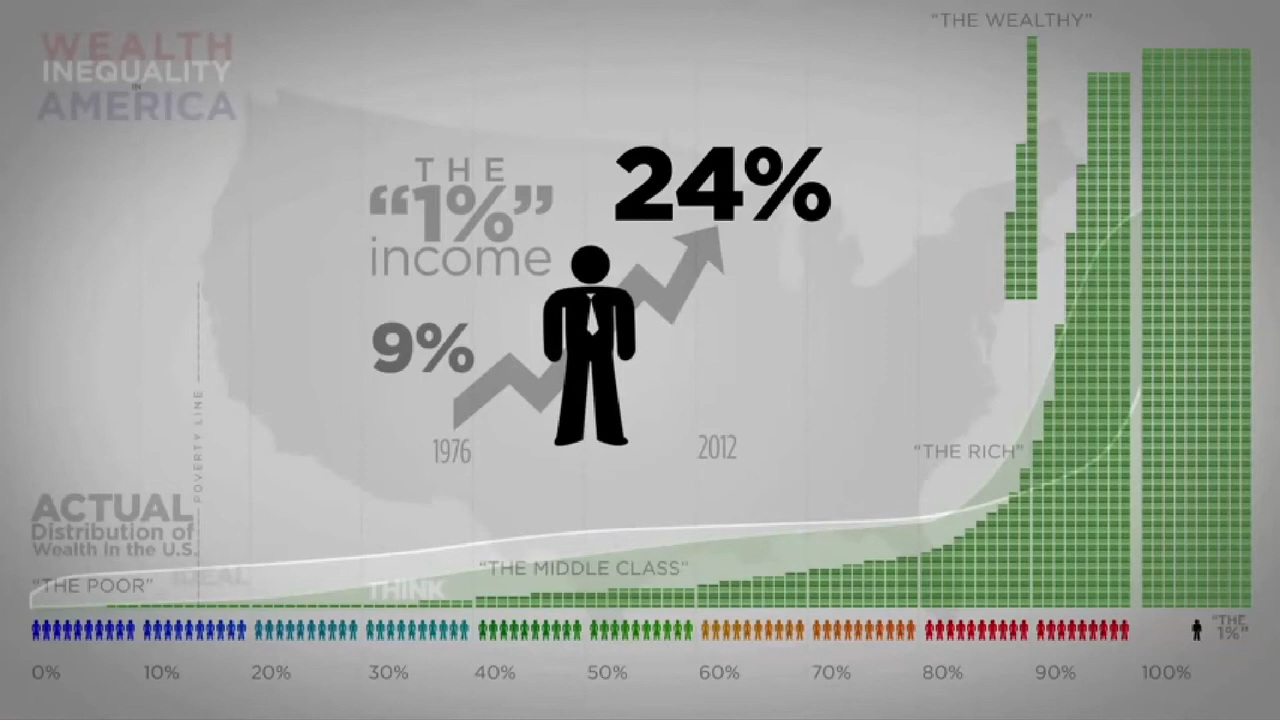 WEALTH
INEQUALITY
IN
AMERICA
"THE WEALTHY"
THE
"1%"
income
24%
9%
1976
2012
POVERTY LINE
"THE RICH"
ACTUAL
Distribution of
Wealth in the U.S.
IDEAL
"THE POOR"
THINK
"THE MIDDLE CLASS"
"THE
1%"
0% 10% 20% 30% 40% 50% 60% 70% 80% 90% 100%